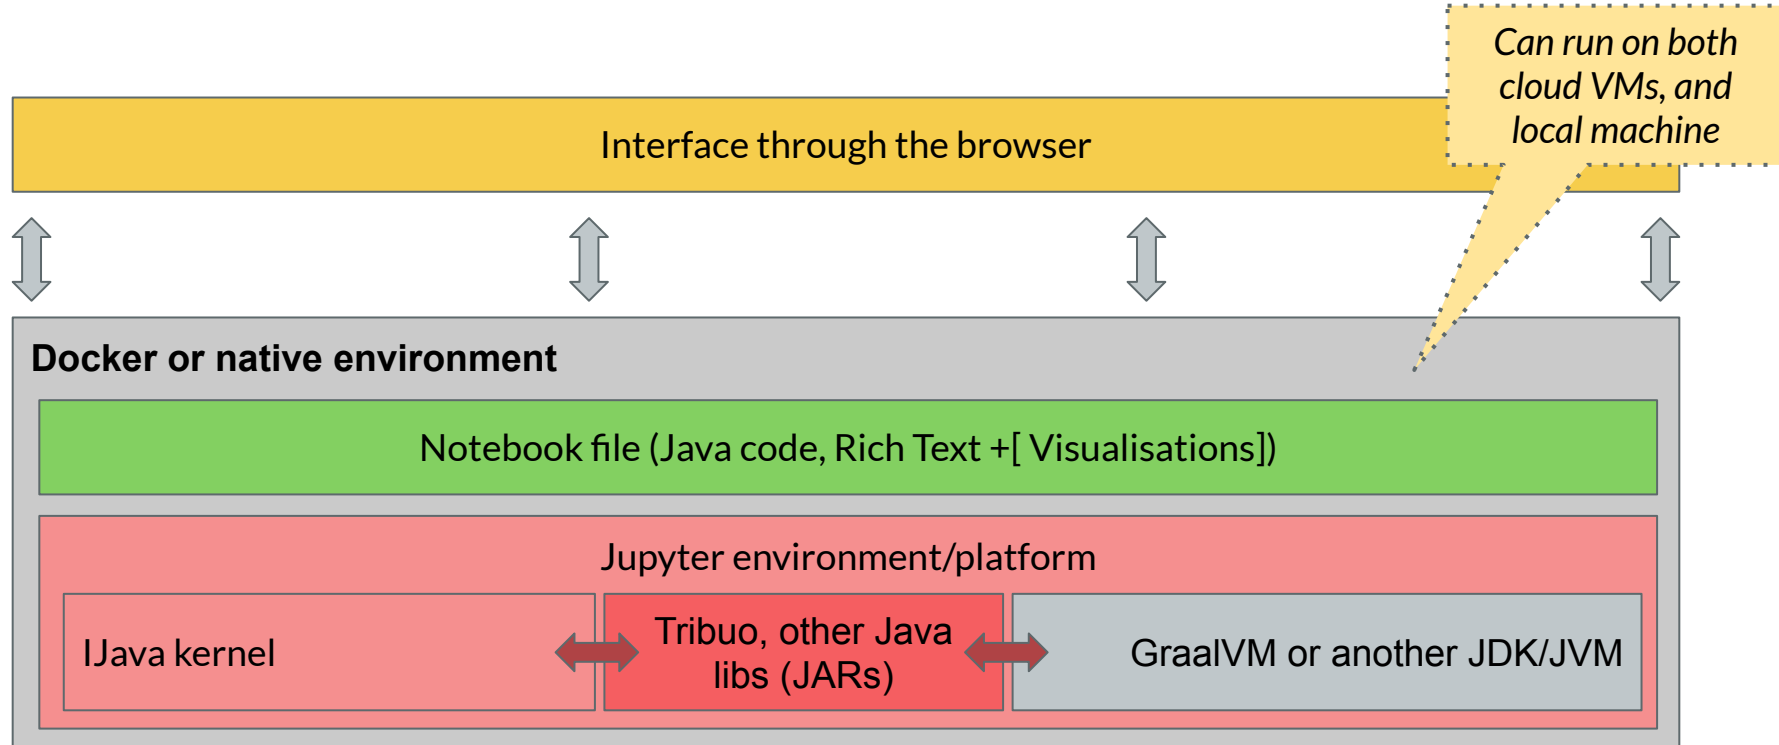 Can run on both
cloud VMs, and
local machine
Interface through the browser
Docker or native environment
Notebook file (Java code, Rich Text +[ Visualisations])
Jupyter environment/platform
IJava kernel
Tribuo, other Java
libs (JARs)
GraalVM or another JDK/JVM